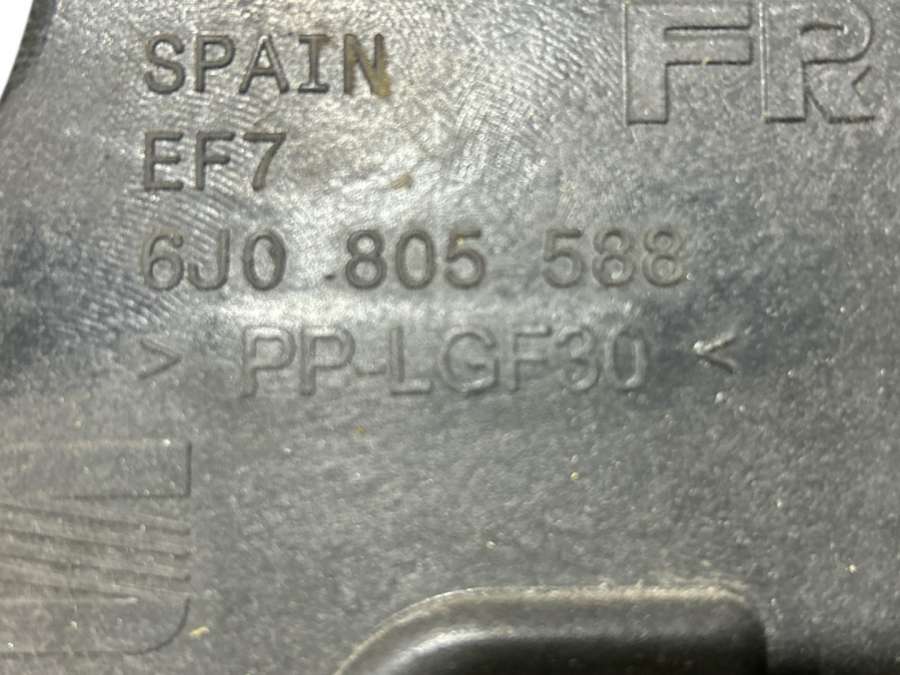 SPAIN
FR
EF7
6J0 805 588
> PP-LGF30 <